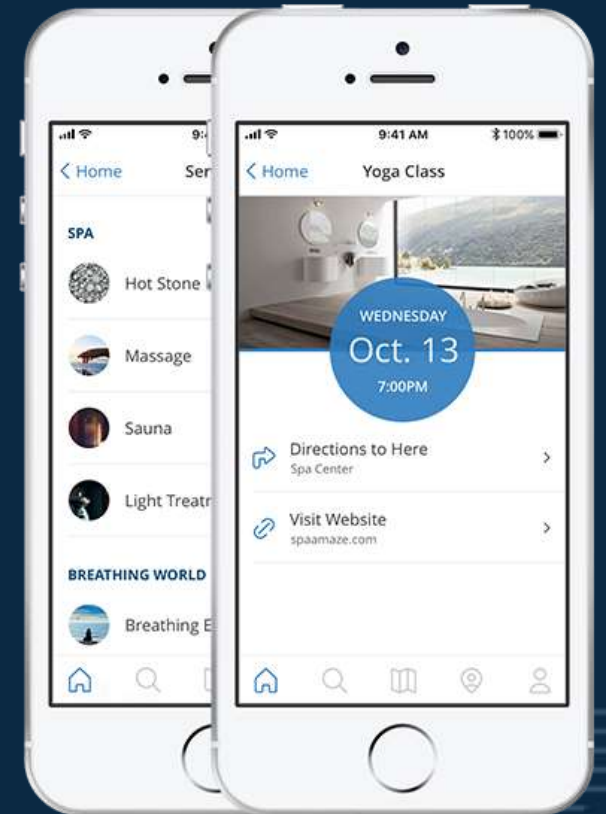 9:4
< Home
Ser
SPA
Hot Stone
Massage
Sauna
Light Treatr
BREATHING WORLD
Breathing E
9:41 AM
100%
< Home
Yoga Class
WEDNESDAY
Oct. 13
7:00PM
Directions to Here
Spa Center
Visit Website
spaamaze.com